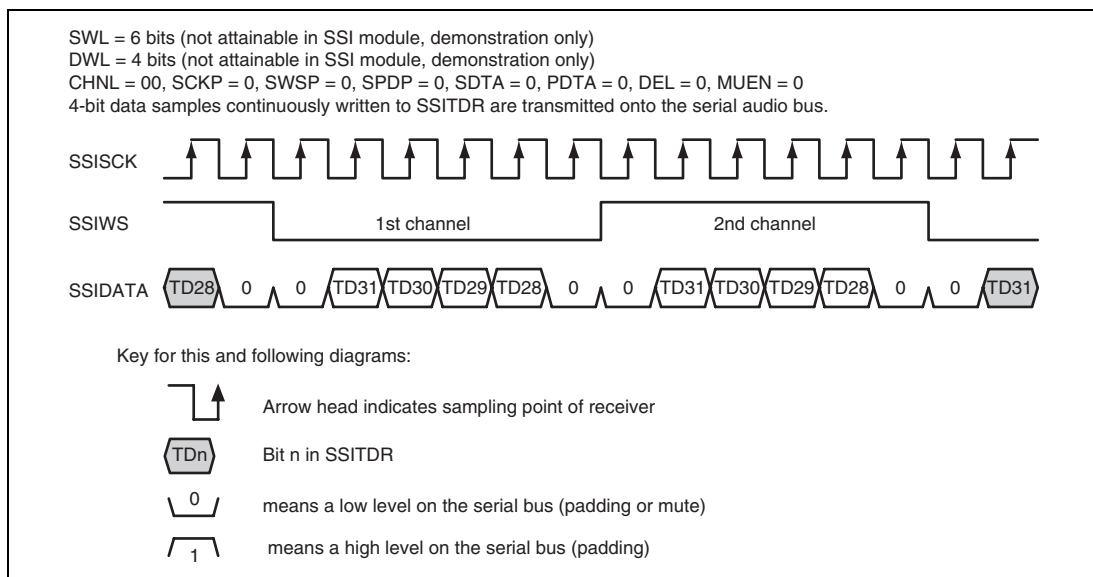 SWL = 6 bits (not attainable in SSI module, demonstration only)
DWL = 4 bits (not attainable in SSI module, demonstration only)
CHNL = 00, SCKP = 0, SWSP = 0, SPDP = 0, SDTA = 0, PDTA = 0, DEL = 0, MUEN = 0
4-bit data samples continuously written to SSITDR are transmitted onto the serial audio bus.
SSISCK
SSIWS 1st channel 2nd channel
SSIDATA TD28 0 0 TD31 TD30 TD29 TD28 0 0 TD31 TD30 TD29 TD28 0 0 TD31
Key for this and following diagrams:
Arrow head indicates sampling point of receiver
TDn Bit n in SSITDR
0 means a low level on the serial bus (padding or mute)
1 means a high level on the serial bus (padding)